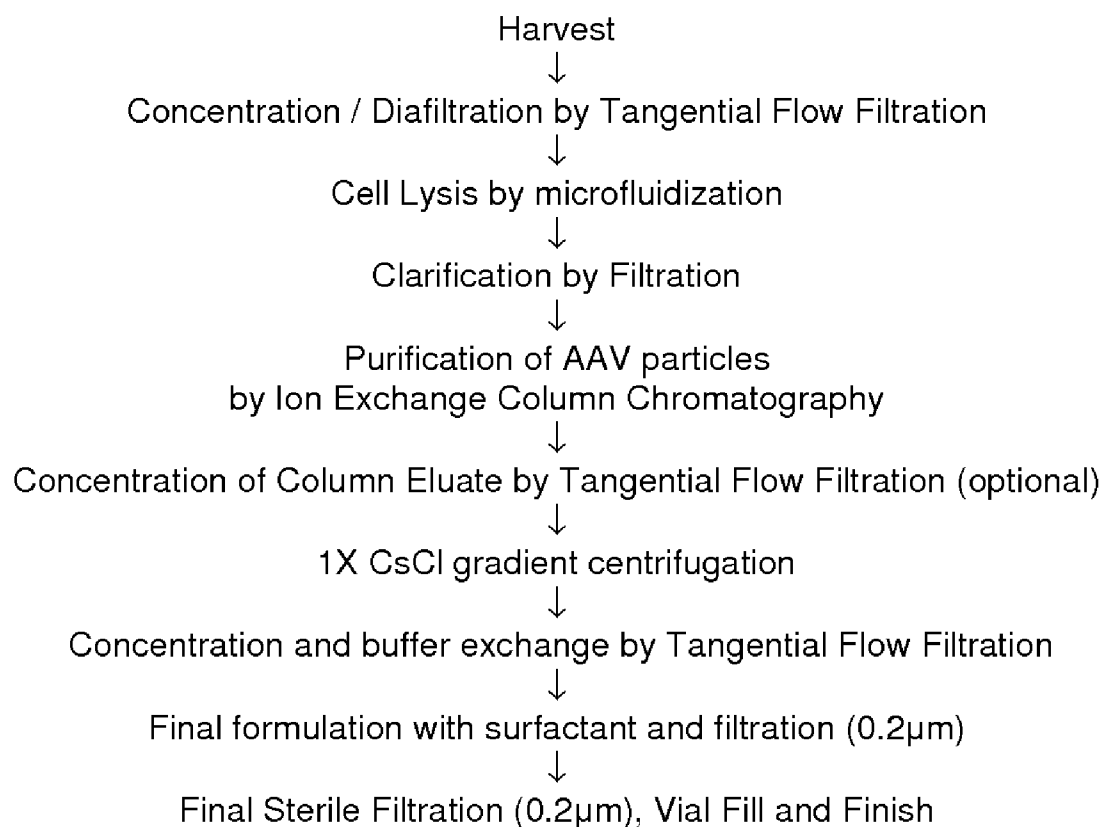 Harvest
↓
Concentration / Diafiltration by Tangential Flow Filtration
↓
Cell Lysis by microfluidization
↓
Clarification by Filtration
↓
Purification of AAV particles
by Ion Exchange Column Chromatography
↓
Concentration of Column Eluate by Tangential Flow Filtration (optional)
↓
1X CsCl gradient centrifugation
↓
Concentration and buffer exchange by Tangential Flow Filtration
↓
Final formulation with surfactant and filtration (0.2µm)
↓
Final Sterile Filtration (0.2µm), Vial Fill and Finish